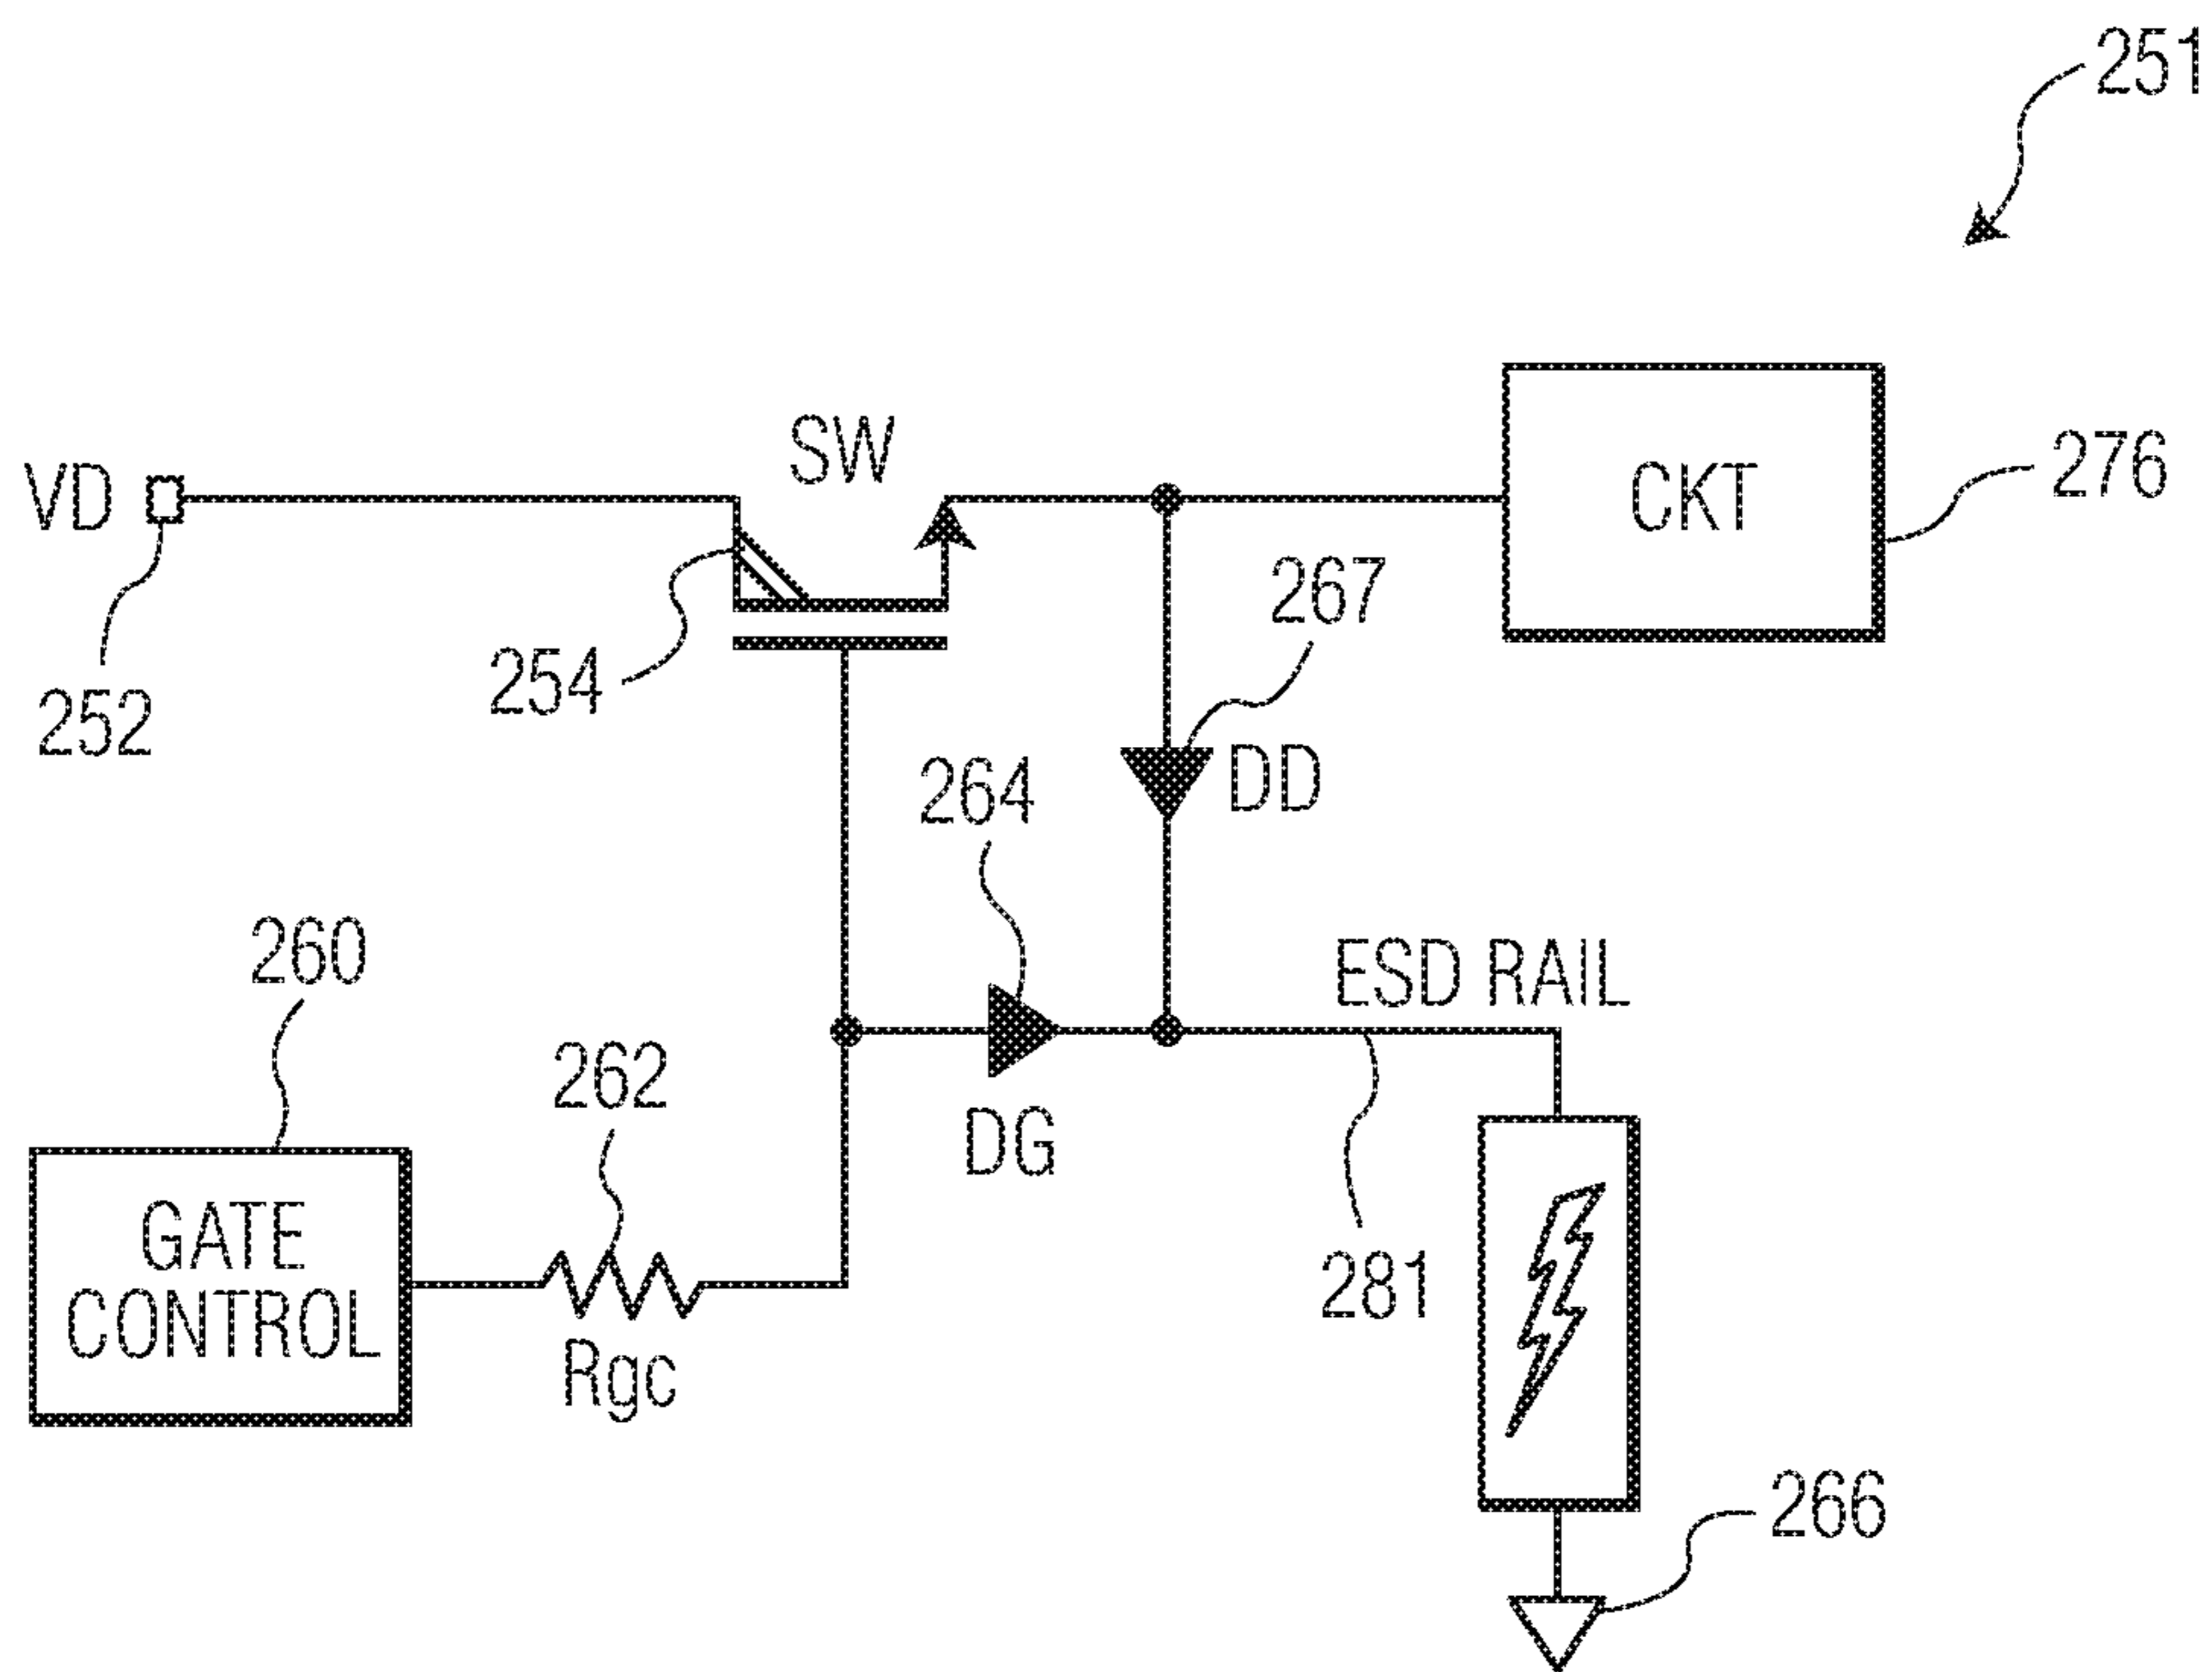 251
SW
VD
CKT
276
267
254
252
DD
264
260
ESD RAIL
262
DG
GATE
CONTROL
281
Rgc
266